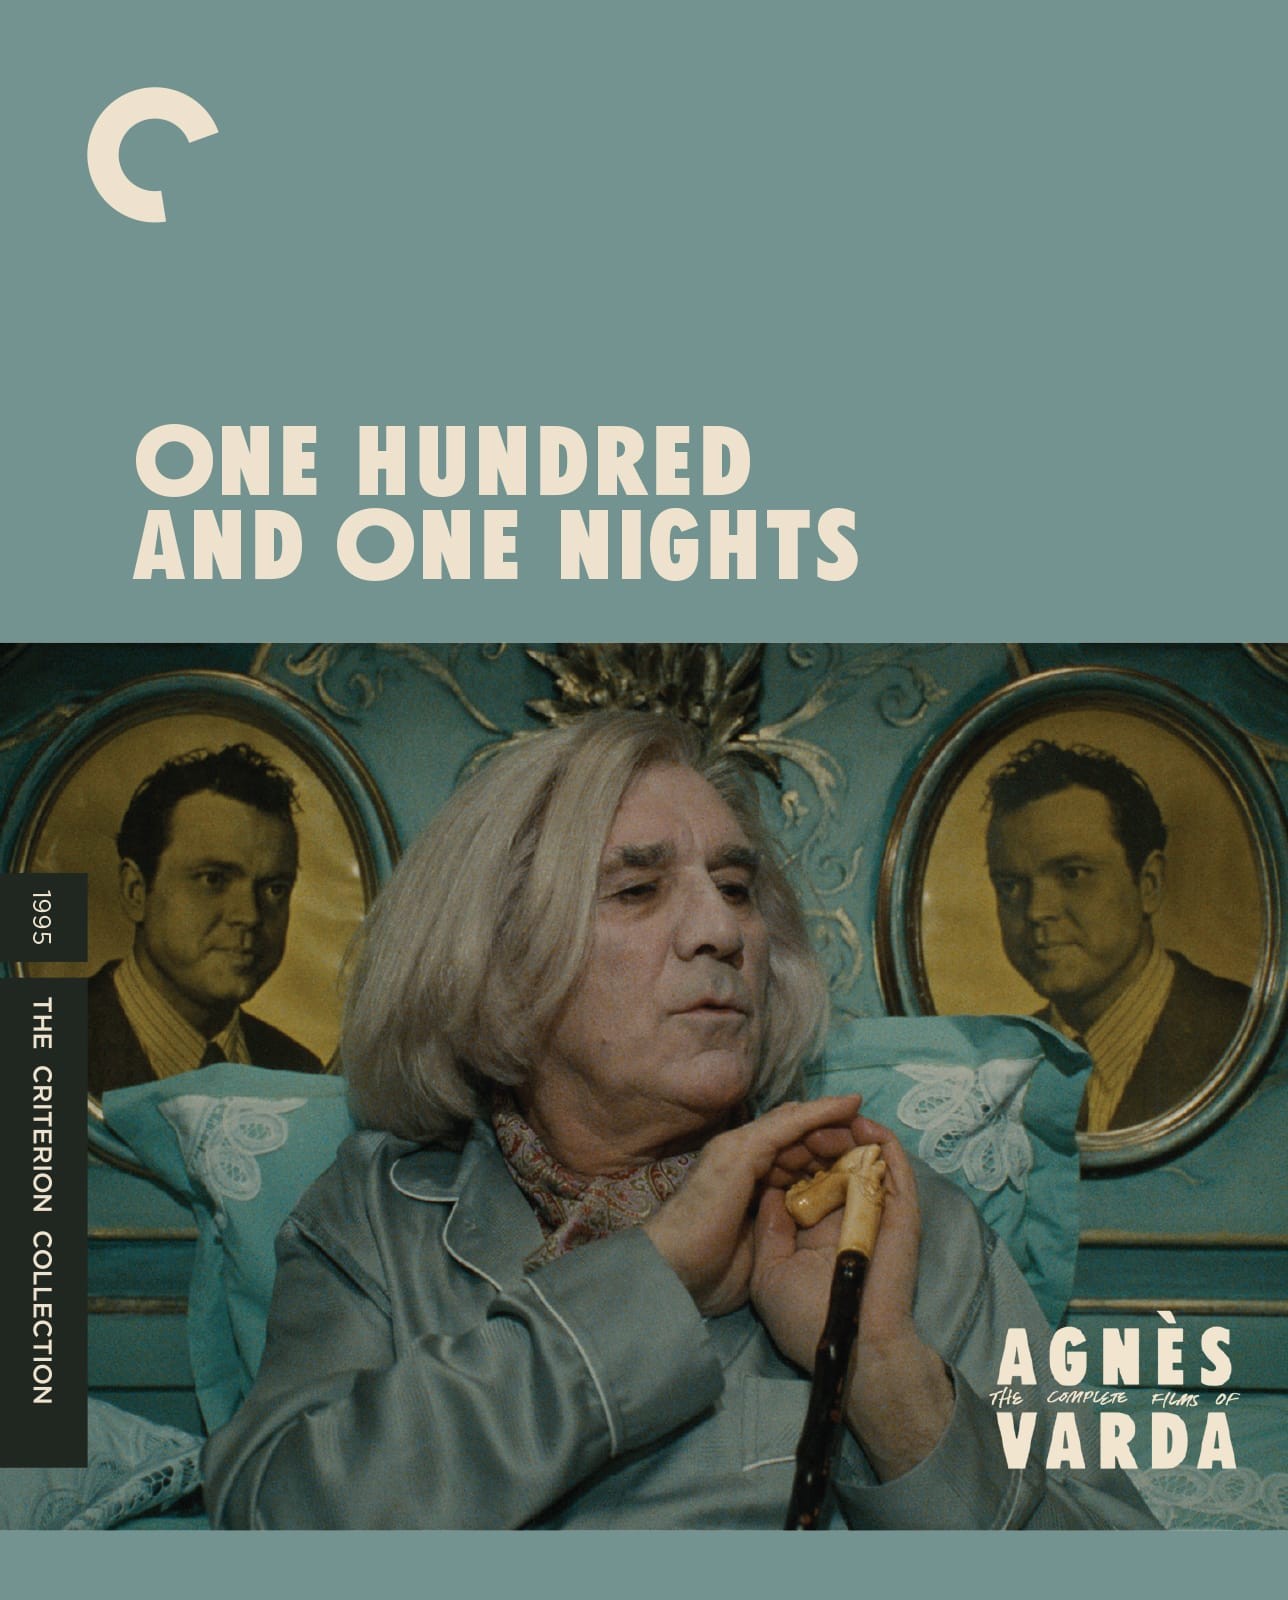 ONE HUNDRED
AND ONE NIGHTS
1995
THE CRITERION COLLECTION
AGNÈS
THE COMPLETE FILMS OF
VARDA